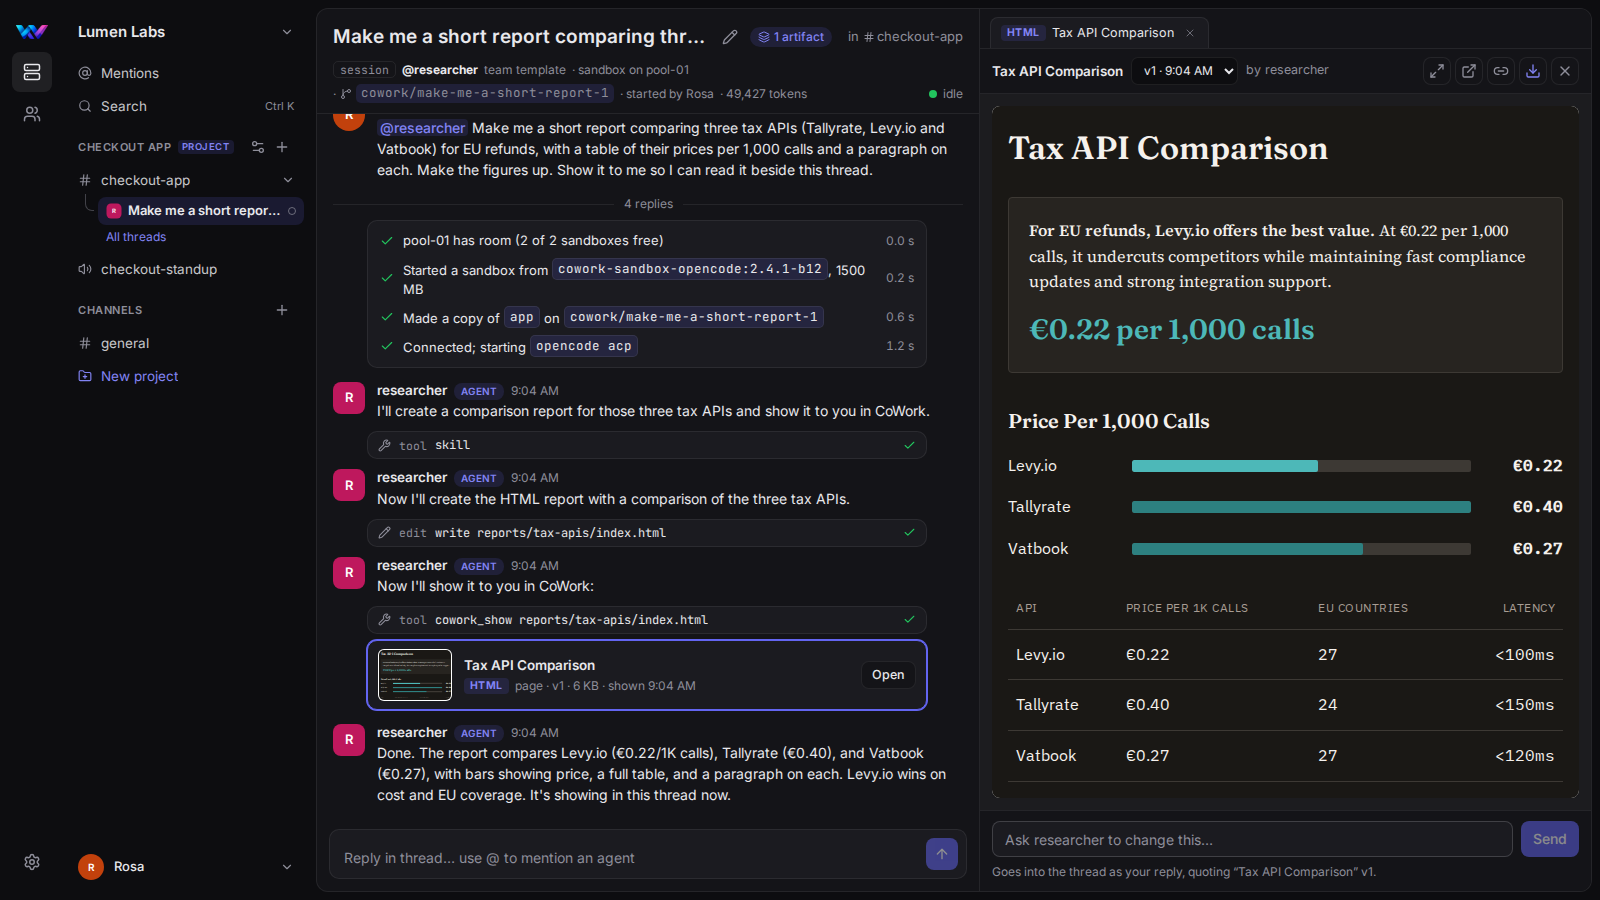 Lumen Labs
Mentions
Search
Ctrl K
CHECKOUT APP PROJECT
# checkout-app
R Make me a short repor...
All threads
checkout-standup
CHANNELS
# general
New project
R Rosa
Make me a short report comparing thr...
1 artifact
in # checkout-app
session @researcher team template · sandbox on pool-01
· cowork/make-me-a-short-report-1 · started by Rosa · 49,427 tokens
idle
R
@researcher Make me a short report comparing three tax APIs (Tallyrate, Levy.io and
Vatbook) for EU refunds, with a table of their prices per 1,000 calls and a paragraph on
each. Make the figures up. Show it to me so I can read it beside this thread.
4 replies
pool-01 has room (2 of 2 sandboxes free) 0.0 s
Started a sandbox from cowork-sandbox-opencode:2.4.1-b12, 1500
MB
0.2 s
Made a copy of app on cowork/make-me-a-short-report-1 0.6 s
Connected; starting opencode acp 1.2 s
R researcher AGENT 9:04 AM
I'll create a comparison report for those three tax APIs and show it to you in CoWork.
tool skill
R researcher AGENT 9:04 AM
Now I'll create the HTML report with a comparison of the three tax APIs.
edit write reports/tax-apis/index.html
R researcher AGENT 9:04 AM
Now I'll show it to you in CoWork:
tool cowork_show reports/tax-apis/index.html
Tax API Comparison
HTML page · v1 · 6 KB · shown 9:04 AM
Open
R researcher AGENT 9:04 AM
Done. The report compares Levy.io (€0.22/1K calls), Tallyrate (€0.40), and Vatbook
(€0.27), with bars showing price, a full table, and a paragraph on each. Levy.io wins on
cost and EU coverage. It's showing in this thread now.
Reply in thread... use @ to mention an agent
HTML Tax API Comparison
Tax API Comparison v1 · 9:04 AM by researcher
Tax API Comparison
For EU refunds, Levy.io offers the best value. At €0.22 per 1,000
calls, it undercuts competitors while maintaining fast compliance
updates and strong integration support.
€0.22 per 1,000 calls
Price Per 1,000 Calls
Levy.io €0.22
Tallyrate €0.40
Vatbook €0.27
API PRICE PER 1K CALLS EU COUNTRIES LATENCY
Levy.io €0.22 27 <100ms
Tallyrate €0.40 24 <150ms
Vatbook €0.27 27 <120ms
Ask researcher to change this...
Send
Goes into the thread as your reply, quoting “Tax API Comparison” v1.